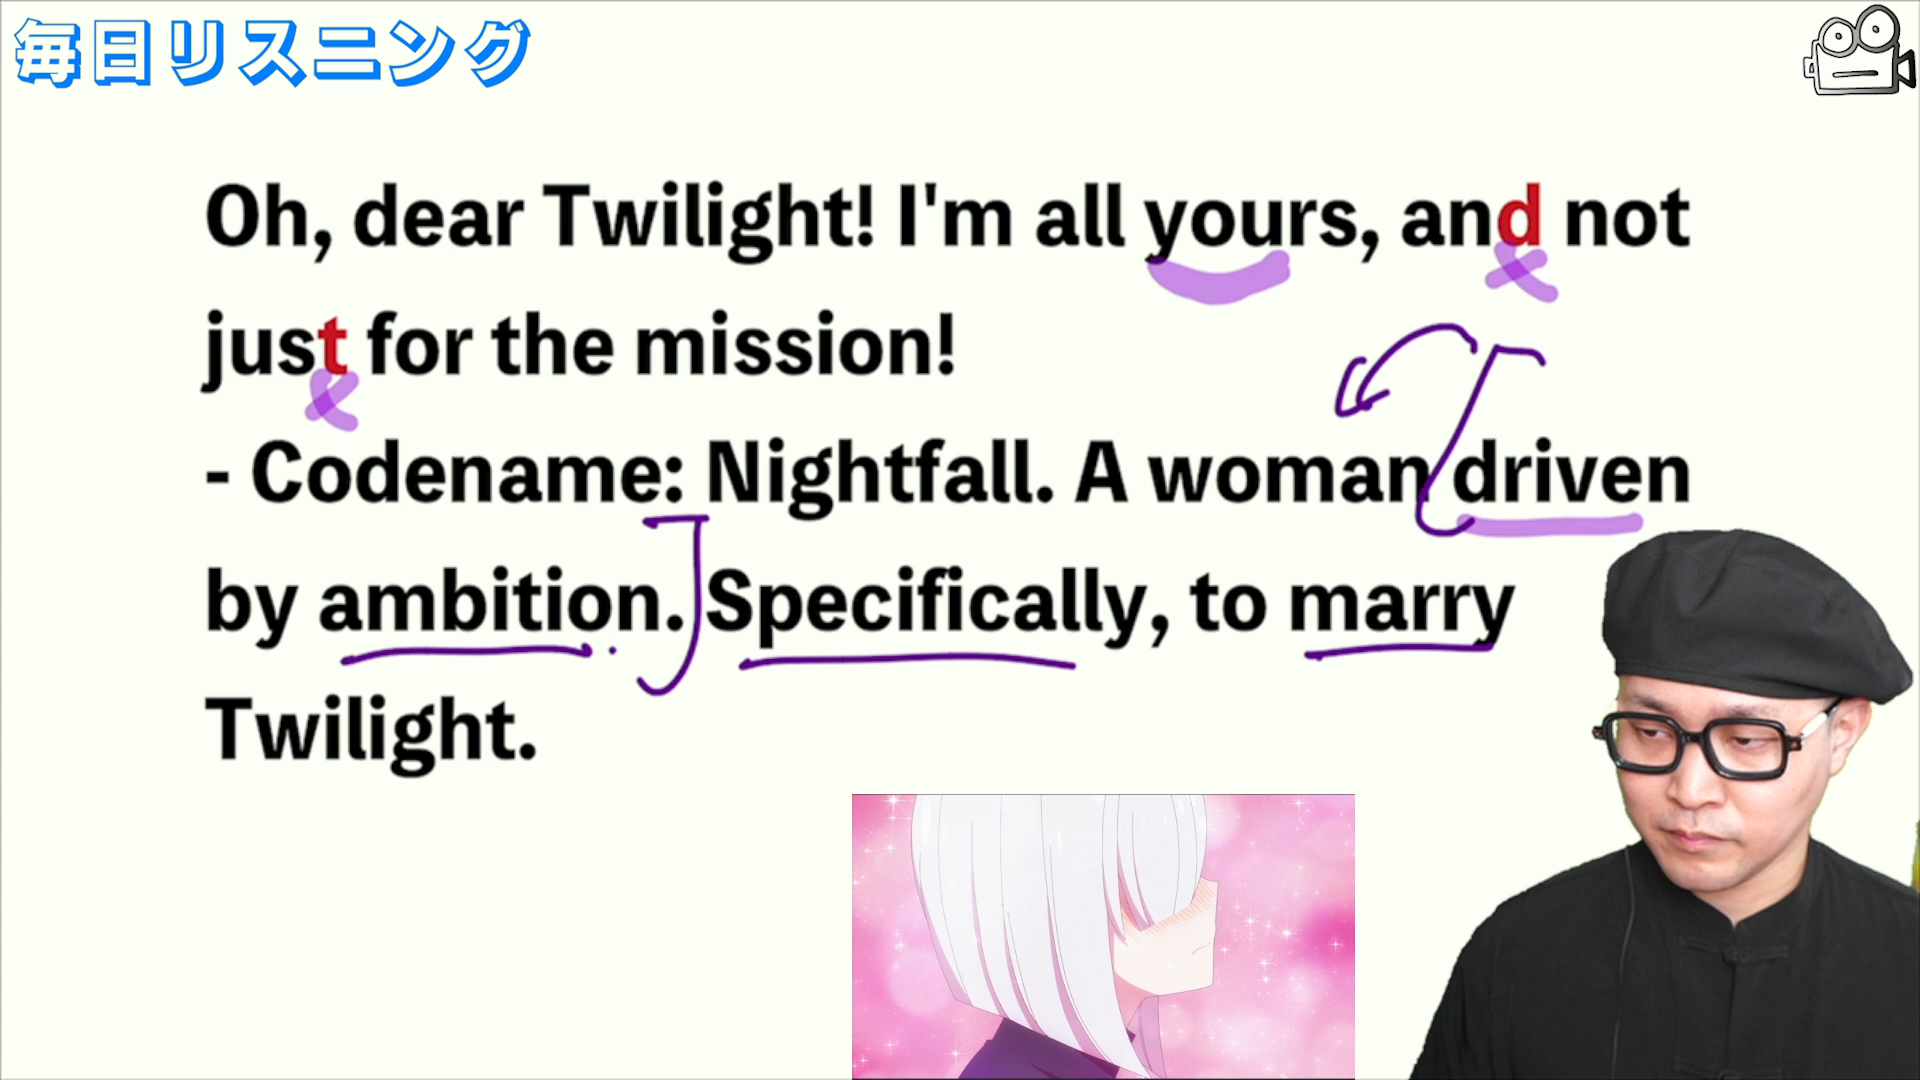 毎日リスニング
Oh, dear Twilight! I'm all yours, and not
just for the mission!
- Codename: Nightfall. A woman driven
by ambition. Specifically, to marry
Twilight.